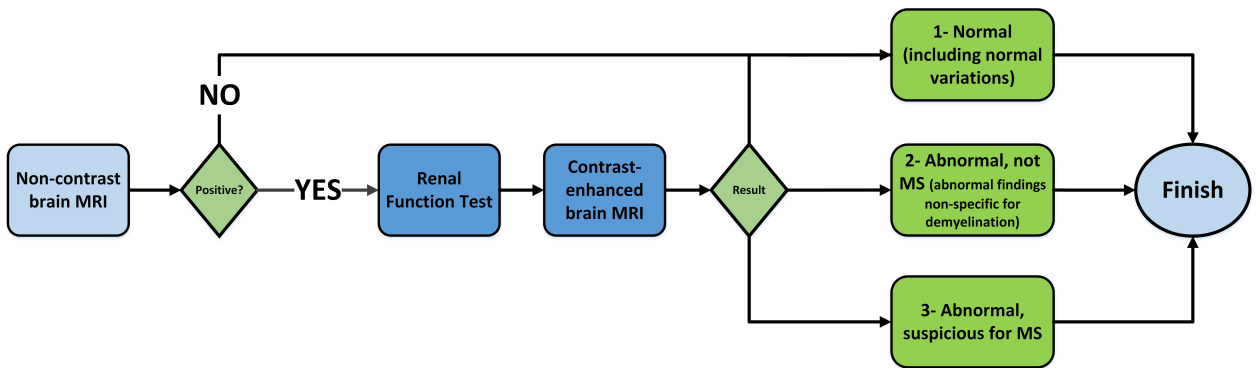 1- Normal
(including normal
variations)
NO
Non-contrast
brain MRI
Positive?
YES
Renal
Function Test
Contrast-
enhanced
brain MRI
Result
2- Abnormal, not
MS (abnormal findings
non-specific for
demyelination)
Finish
3- Abnormal,
suspicious for MS